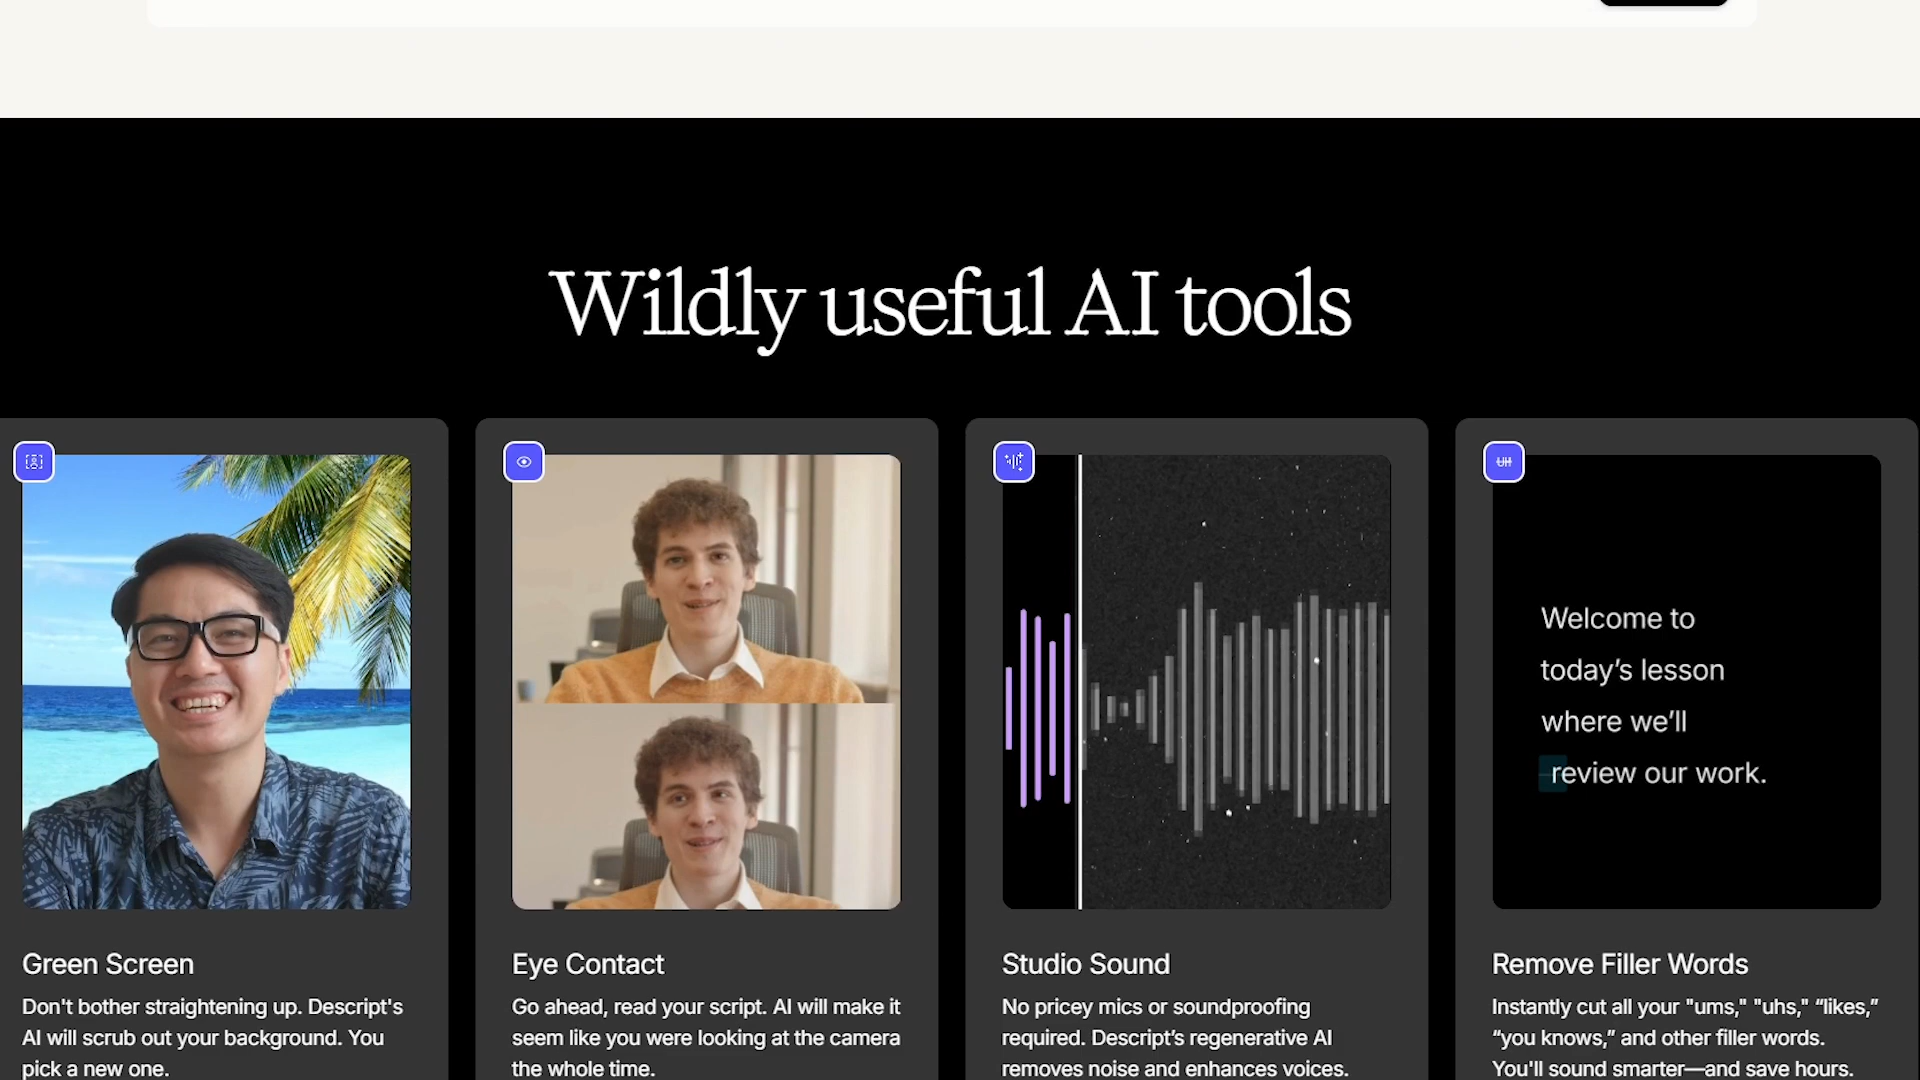 Wildly useful AI tools
UH
Welcome to
today’s lesson
where we’ll
review our work.
Green Screen
Don't bother straightening up. Descript's
AI will scrub out your background. You
pick a new one.
Eye Contact
Go ahead, read your script. AI will make it
seem like you were looking at the camera
the whole time.
Studio Sound
No pricey mics or soundproofing
required. Descript’s regenerative AI
removes noise and enhances voices.
Remove Filler Words
Instantly cut all your "ums," "uhs," “likes,”
“you knows,” and other filler words.
You'll sound smarter—and save hours.